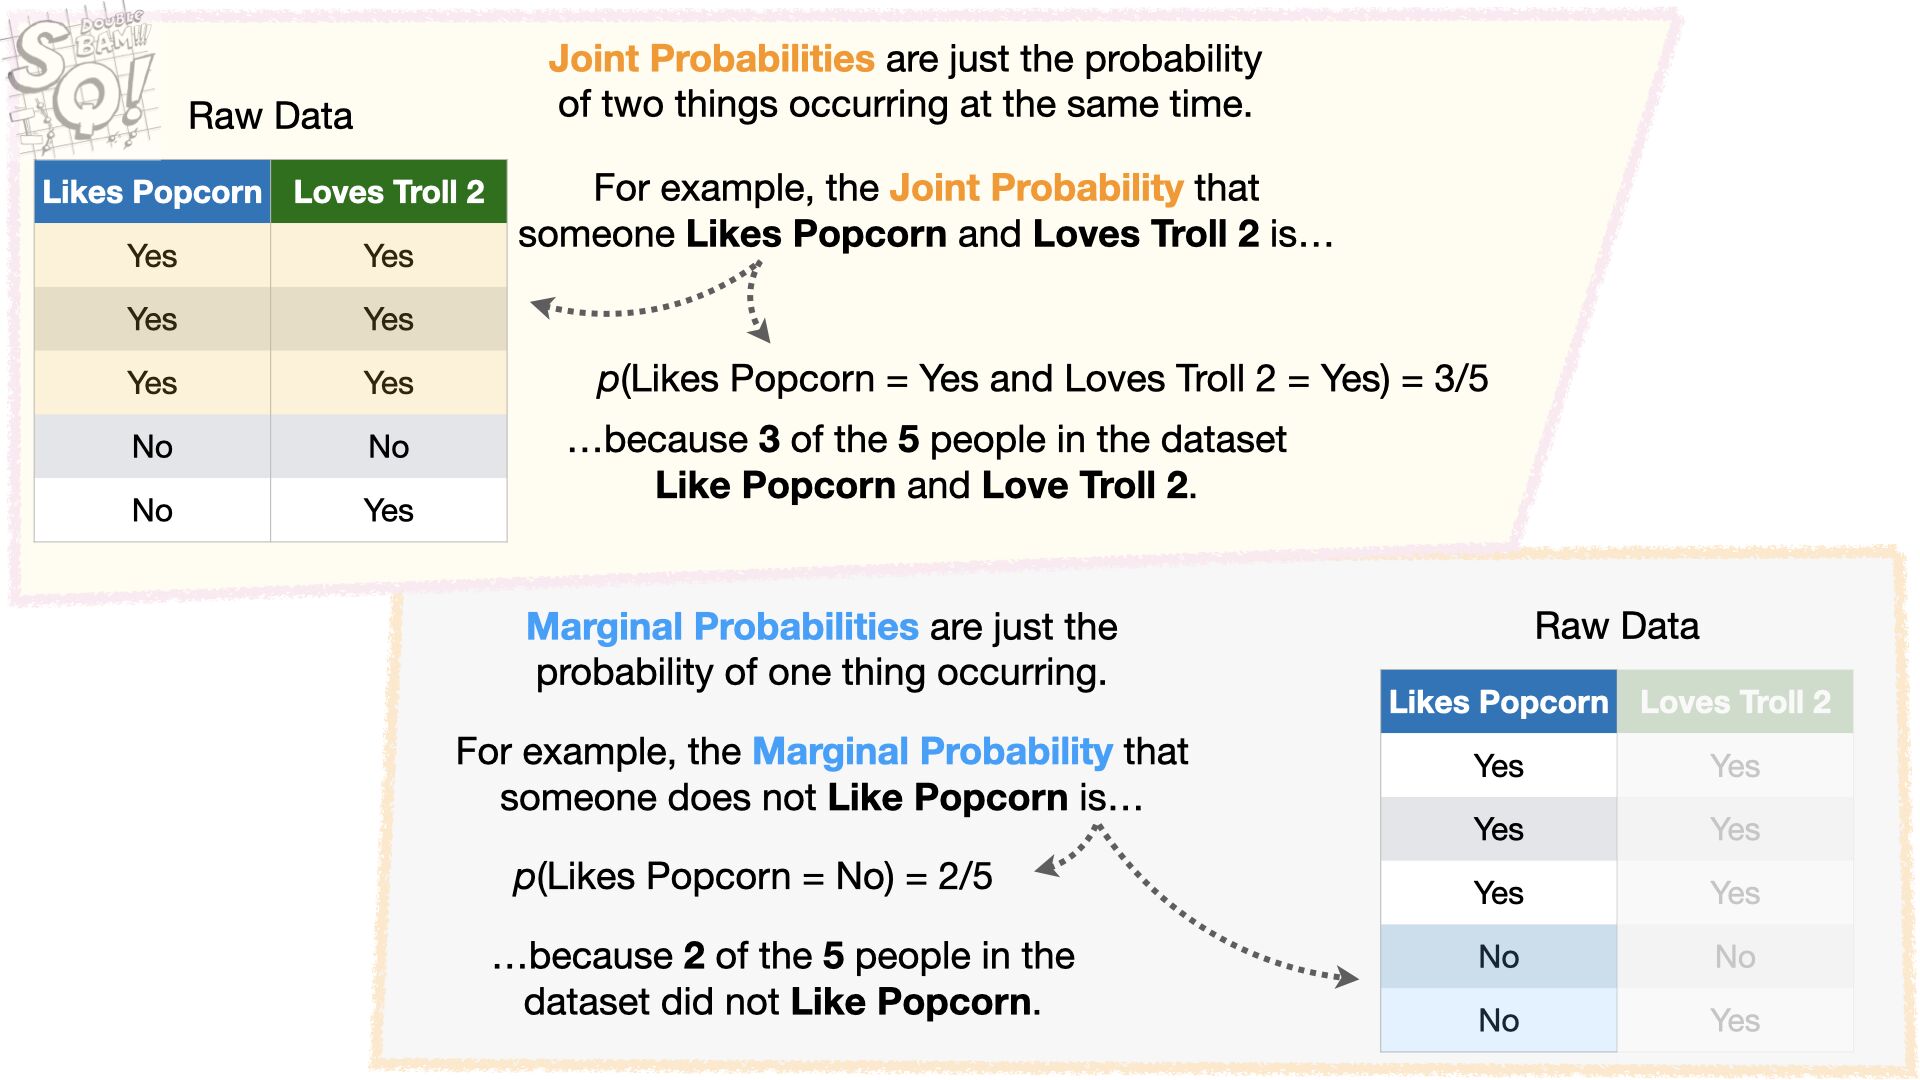 DOUBLE
BAM!!!
SQ!
Raw Data
Likes Popcorn Loves Troll 2
Yes Yes
Yes Yes
Yes Yes
No No
No Yes
Joint Probabilities are just the probability
of two things occurring at the same time.
For example, the Joint Probability that
someone Likes Popcorn and Loves Troll 2 is…
p(Likes Popcorn = Yes and Loves Troll 2 = Yes) = 3/5
…because 3 of the 5 people in the dataset
Like Popcorn and Love Troll 2.
Marginal Probabilities are just the
probability of one thing occurring.
For example, the Marginal Probability that
someone does not Like Popcorn is…
p(Likes Popcorn = No) = 2/5
…because 2 of the 5 people in the
dataset did not Like Popcorn.
Raw Data
Likes Popcorn Loves Troll 2
Yes Yes
Yes Yes
Yes Yes
No No
No Yes